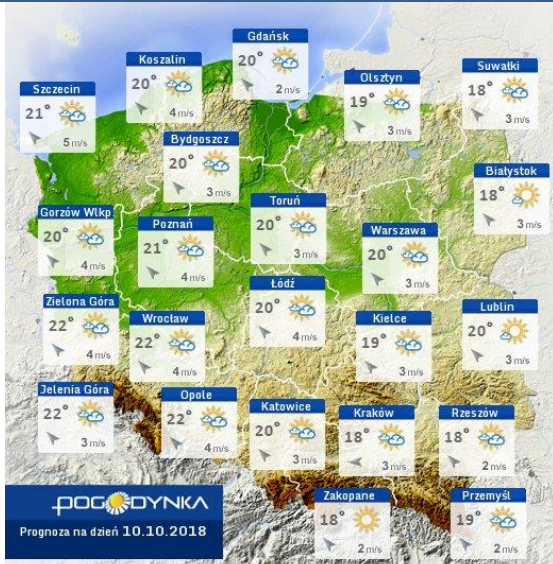 Gdańsk
20°
2 m/s
Koszalin
20°
4 m/s
Suwałki
18°
3 m/s
Olsztyn
19°
3 m/s
Szczecin
21°
5 m/s
Bydgoszcz
20°
3 m/s
Białystok
18°
3 m/s
Toruń
20°
3 m/s
Gorzów Wlkp
20°
4 m/s
Poznań
21°
4 m/s
Warszawa
20°
3 m/s
Łódź
20°
4 m/s
Zielona Góra
22°
4 m/s
Wrocław
22°
4 m/s
Kielce
19°
3 m/s
Lublin
20°
3 m/s
Jelenia Góra
22°
3 m/s
Opole
22°
4 m/s
Katowice
20°
3 m/s
Kraków
18°
3 m/s
Rzeszów
18°
2 m/s
Zakopane
18°
2 m/s
Przemyśl
19°
2 m/s
POGODYNKA
Prognoza na dzień 10.10.2018